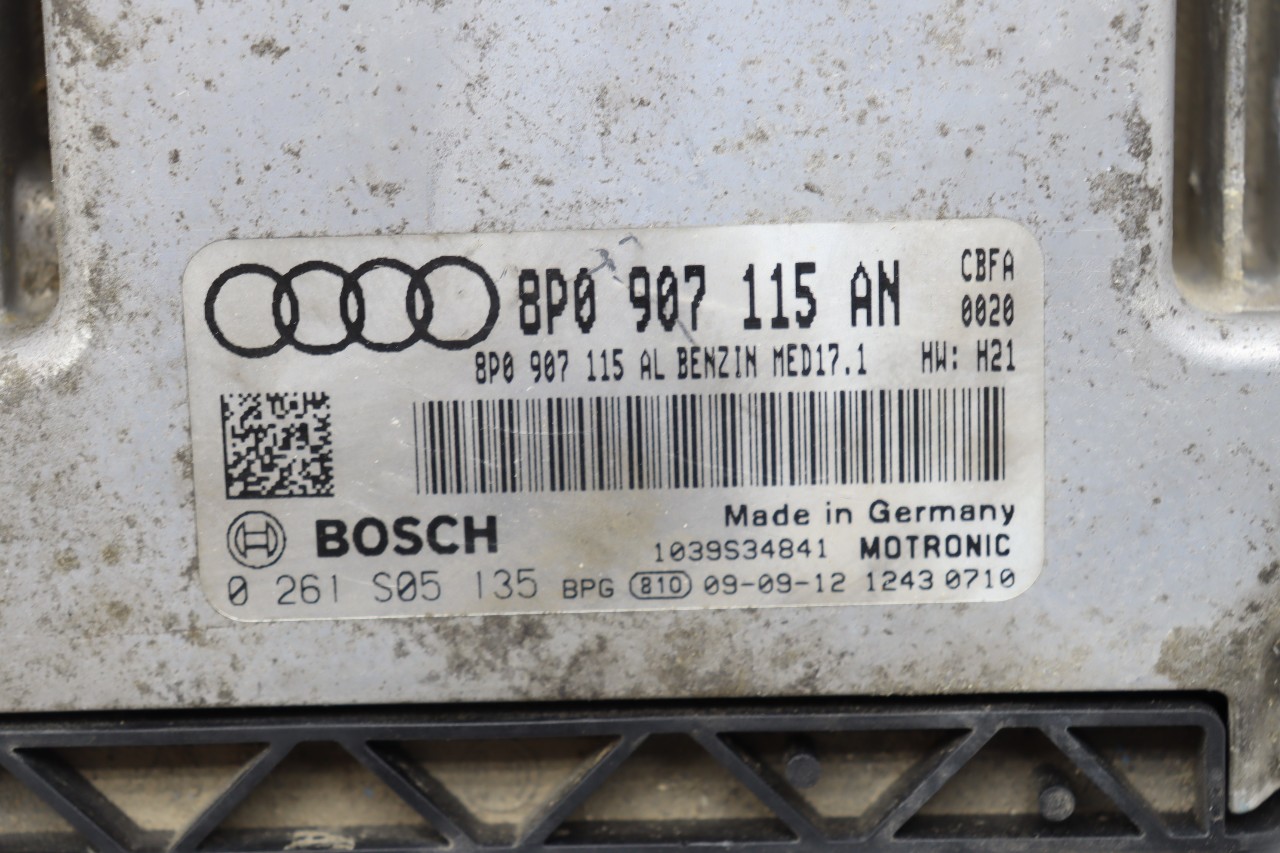 8P0 907 115 AN CBFA
0020
8P0 907 115 AL BENZIN MED17.1 HW: H21
Made in Germany
BOSCH 1039S34841 MOTRONIC
0 261 S05 135 BPG 810 09-09-12 1243 0710